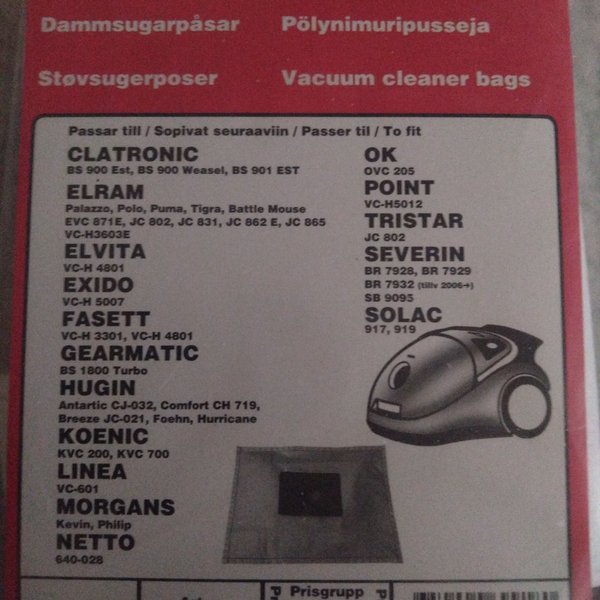 Dammsugarpåsar Pölynimuripusseja
Støvsugerposer Vacuum cleaner bags
Passar till / Sopivat seuraaviin / Passer til / To fit
CLATRONIC
BS 900 Est, BS 900 Weasel, BS 901 EST
ELRAM
Palazzo, Polo, Puma, Tigra, Battle Mouse
EVC 871E, JC 802, JC 831, JC 862 E, JC 865
VC-H3603E
ELVITA
VC-H 4801
EXIDO
VC-H 5007
FASETT
VC-H 3301, VC-H 4801
GEARMATIC
BS 1800 Turbo
HUGIN
Antartic CJ-032, Comfort CH 719,
Breeze JC-021, Foehn, Hurricane
KOENIC
KVC 200, KVC 700
LINEA
VC-601
MORGANS
Kevin, Philip
NETTO
640-028
OK
OVC 205
POINT
VC-H5012
TRISTAR
JC 802
SEVERIN
BR 7928, BR 7929
BR 7932 (tillv 2006→)
SB 9095
SOLAC
917, 919
Prisgrupp